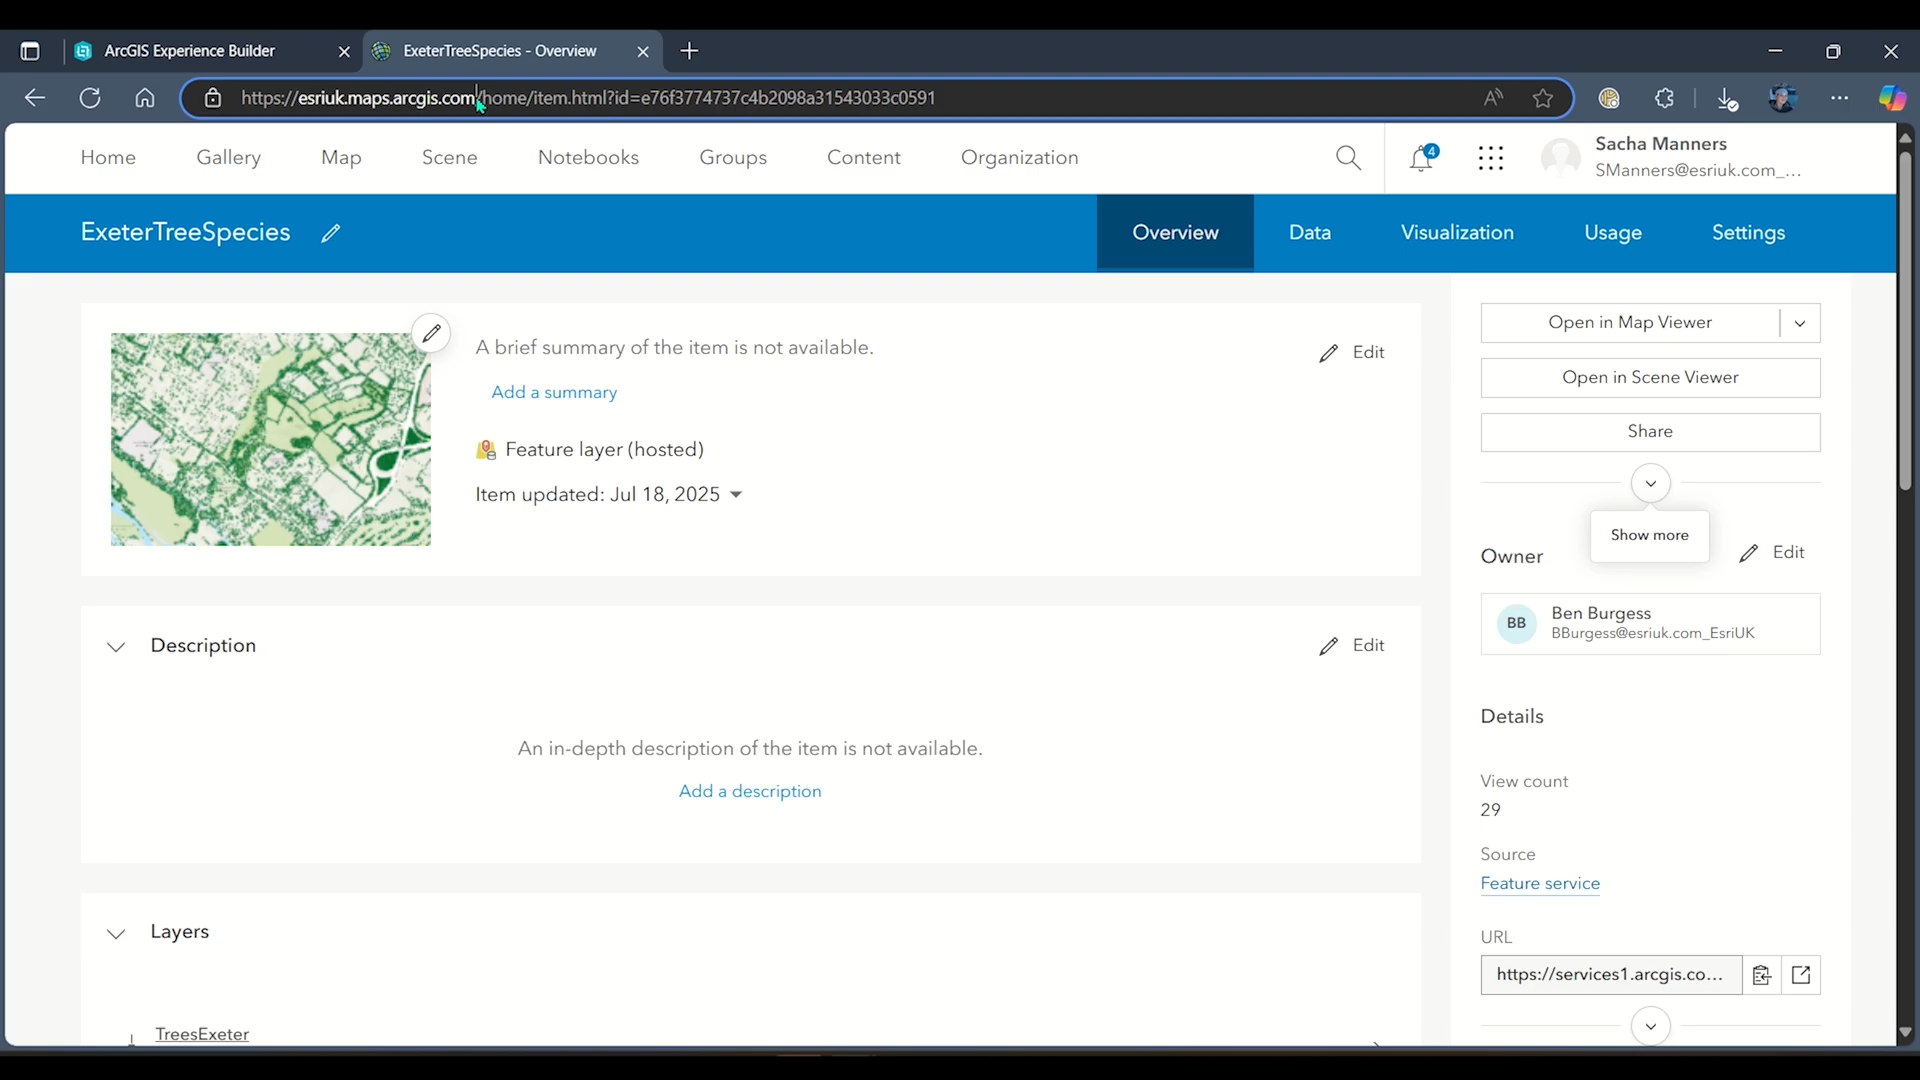 ArcGIS Experience Builder
ExeterTreeSpecies - Overview
https://esriuk.maps.arcgis.com/home/item.html?id=e76f3774737c4b2098a31543033c0591
Home Gallery Map Scene Notebooks Groups Content Organization
4
Sacha Manners
SManners@esriuk.com_...
ExeterTreeSpecies
Overview Data Visualization Usage Settings
A brief summary of the item is not available.
Edit
Add a summary
Feature layer (hosted)
Item updated: Jul 18, 2025
Open in Map Viewer
Open in Scene Viewer
Share
Show more
Owner
Edit
BB
Ben Burgess
BBurgess@esriuk.com_EsriUK
Description
Edit
An in-depth description of the item is not available.
Add a description
Details
View count
29
Source
Feature service
URL
https://services1.arcgis.co...
Layers
TreesExeter